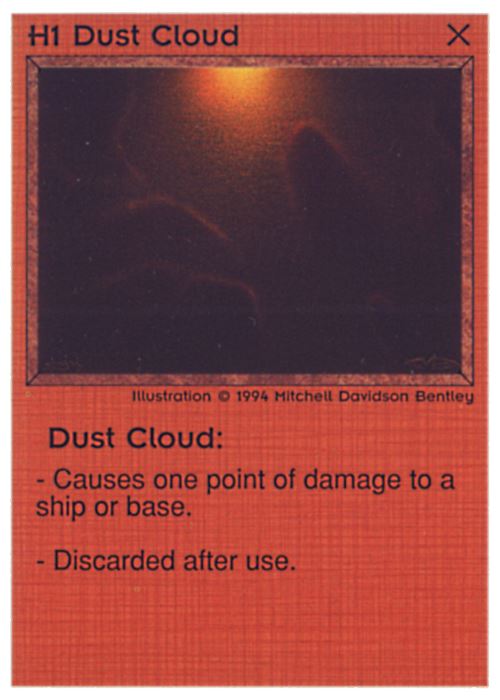 H1 Dust Cloud X
Illustration © 1994 Mitchell Davidson Bentley
Dust Cloud:
- Causes one point of damage to a
ship or base.
- Discarded after use.